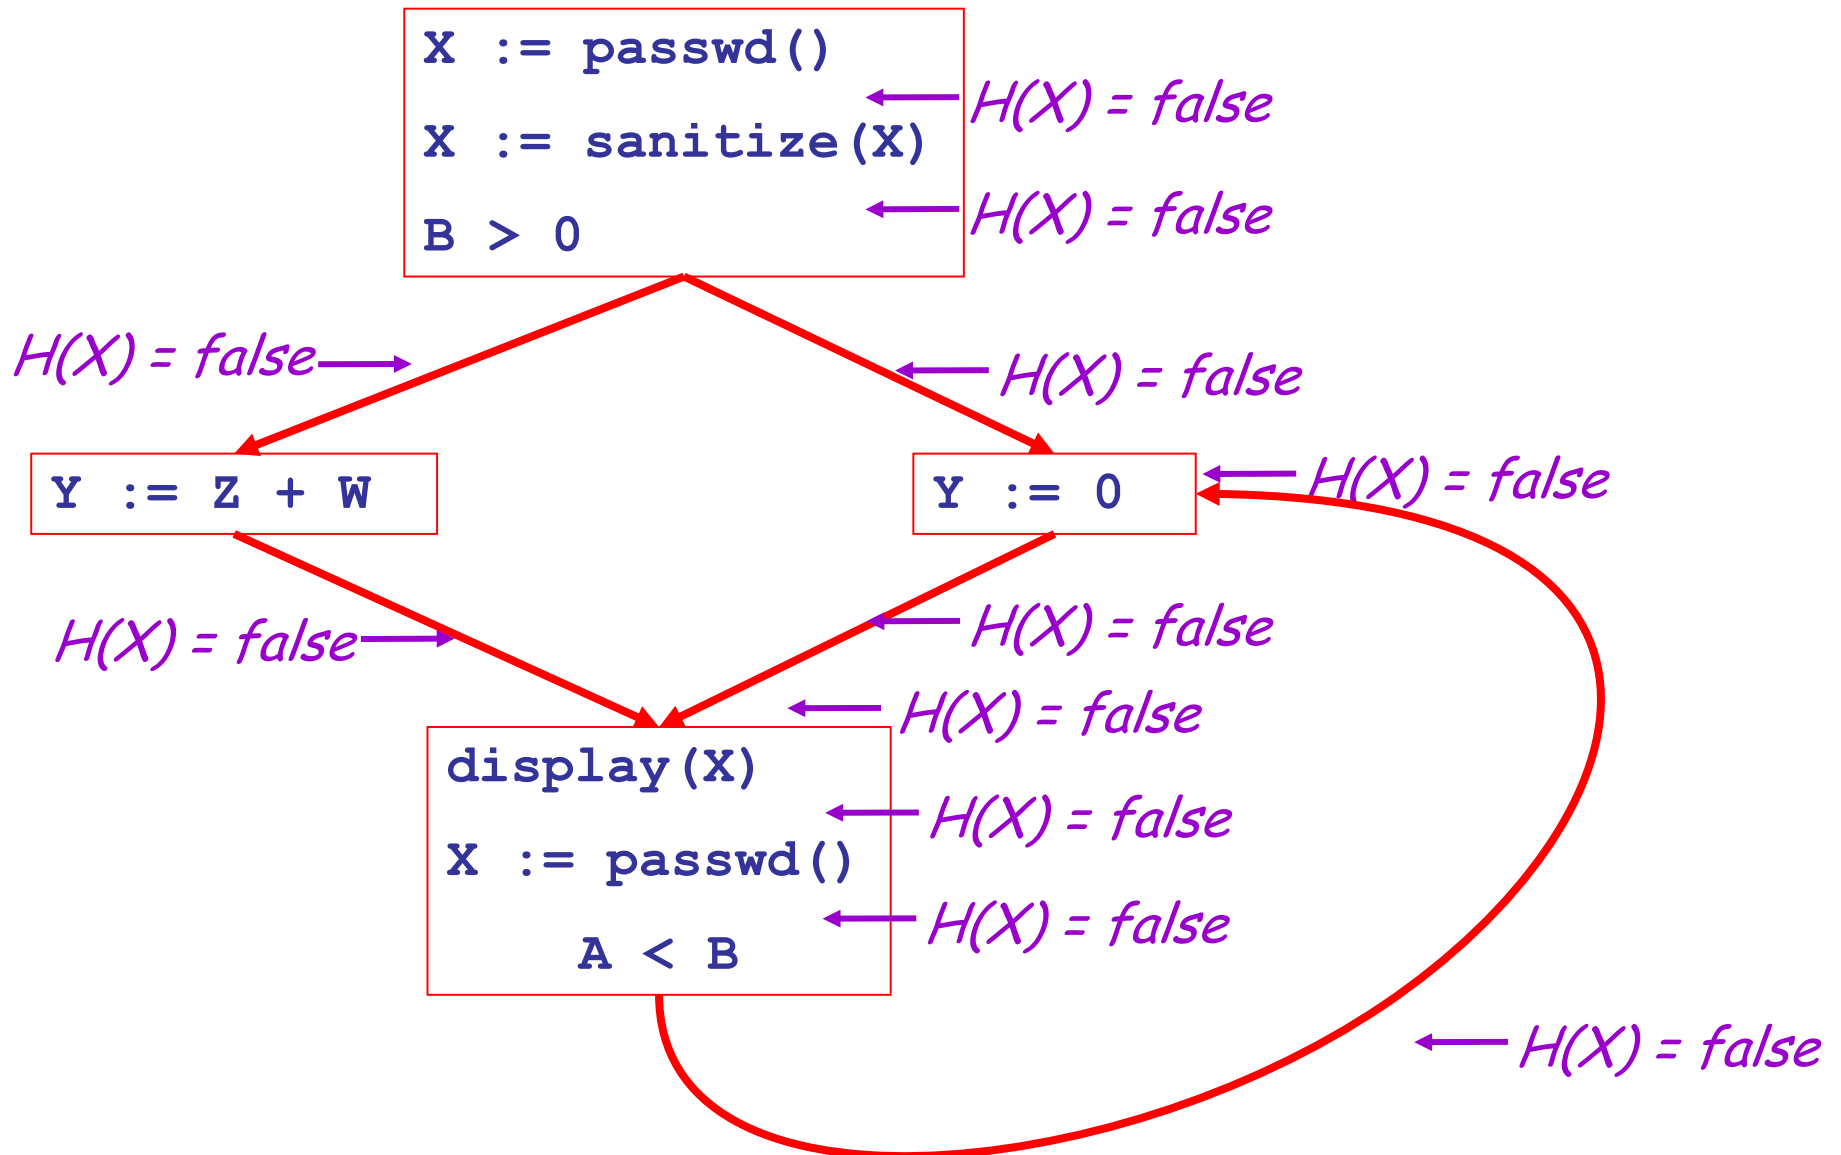 X := passwd()
H(X) = false
X := sanitize(X)
H(X) = false
B > 0
H(X) = false
H(X) = false
Y := Z + W
Y := 0
H(X) = false
H(X) = false
H(X) = false
H(X) = false
display(X)
H(X) = false
X := passwd()
H(X) = false
A < B
H(X) = false